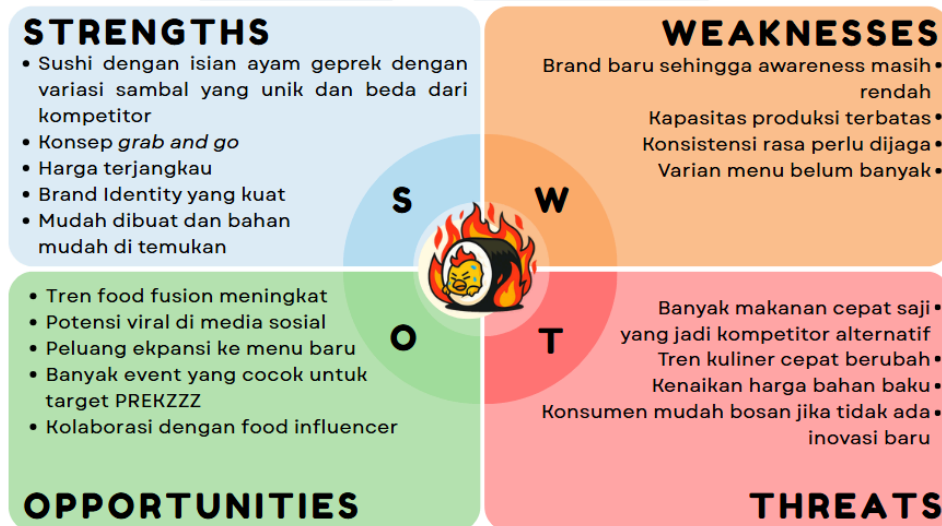 STRENGTHS
• Sushi dengan isian ayam geprek dengan
variasi sambal yang unik dan beda dari
kompetitor
• Konsep grab and go
• Harga terjangkau
• Brand Identity yang kuat
• Mudah dibuat dan bahan
mudah di temukan
S
WEAKNESSES
Brand baru sehingga awareness masih •
rendah
Kapasitas produksi terbatas •
Konsistensi rasa perlu dijaga •
Varian menu belum banyak •
W
• Tren food fusion meningkat
• Potensi viral di media sosial
• Peluang ekpansi ke menu baru
• Banyak event yang cocok untuk
target PREKZZZ
• Kolaborasi dengan food influencer
O
OPPORTUNITIES
Banyak makanan cepat saji •
yang jadi kompetitor alternatif
Tren kuliner cepat berubah •
Kenaikan harga bahan baku •
Konsumen mudah bosan jika tidak ada •
inovasi baru
T
THREATS